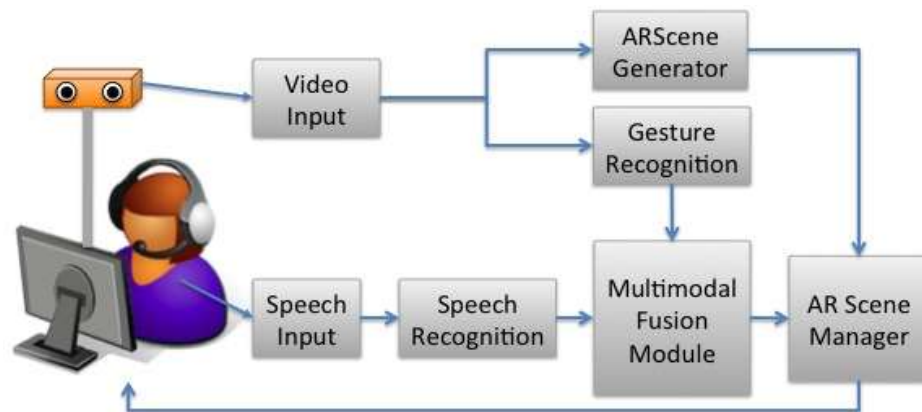 Video
Input
ARScene
Generator
Gesture
Recognition
Speech
Input
Speech
Recognition
Multimodal
Fusion
Module
AR Scene
Manager